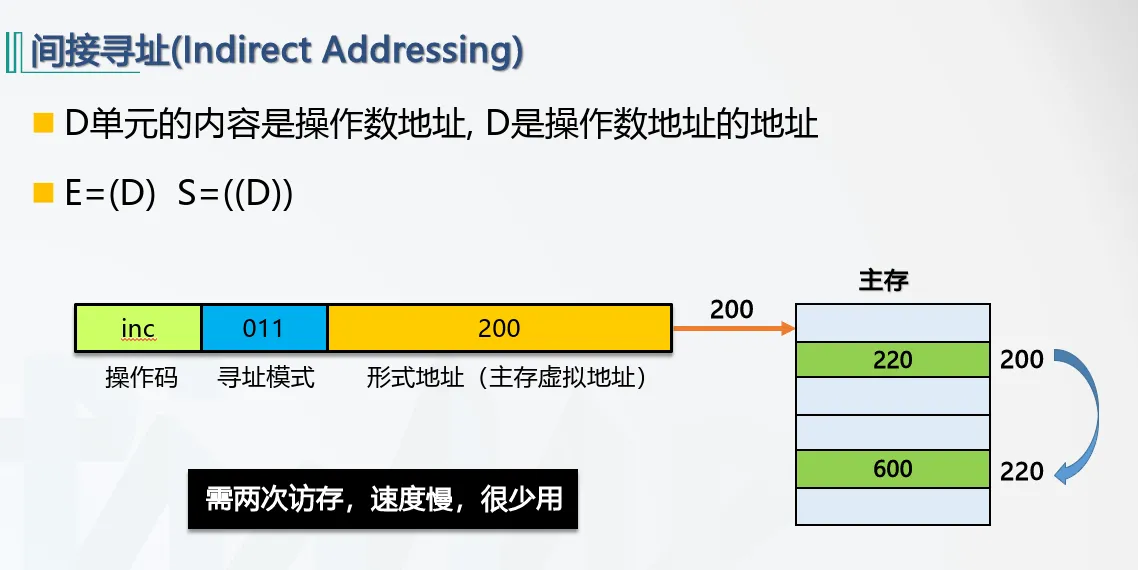 间接寻址(Indirect Addressing)
D单元的内容是操作数地址, D是操作数地址的地址
E=(D) S=((D))
主存
inc 011 200 200
220 200
操作码 寻址模式 形式地址（主存虚拟地址）
600 220
需两次访存，速度慢，很少用